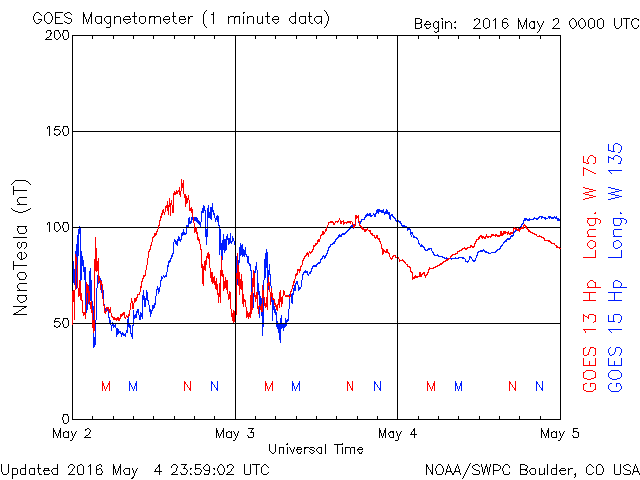 GOES Magnetometer (1 minute data)
Begin: 2016 May 2 0000 UTC
200
150
100
50
0
NanoTesla (nT)
M M N N M M N N M M N N
May 2 May 3 May 4 May 5
Universal Time
GOES 13 Hp Long. W 75
GOES 15 Hp Long. W 135
Updated 2016 May 4 23:59:02 UTC
NOAA/SWPC Boulder, CO USA